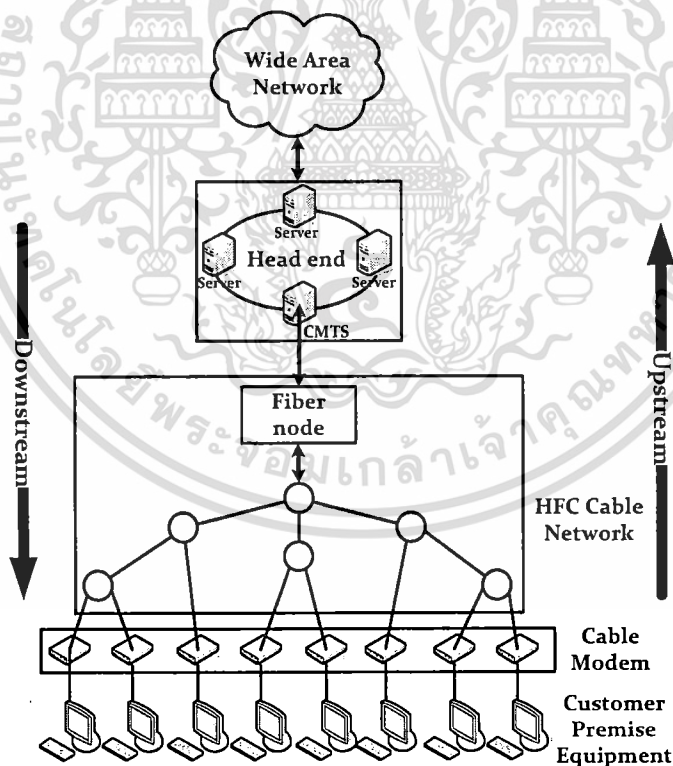 Wide Area
Network
Server
Server
Head end
Server
CMTS
Downstream
Upstream
Fiber
node
HFC Cable
Network
Cable
Modem
Customer
Premise
Equipment